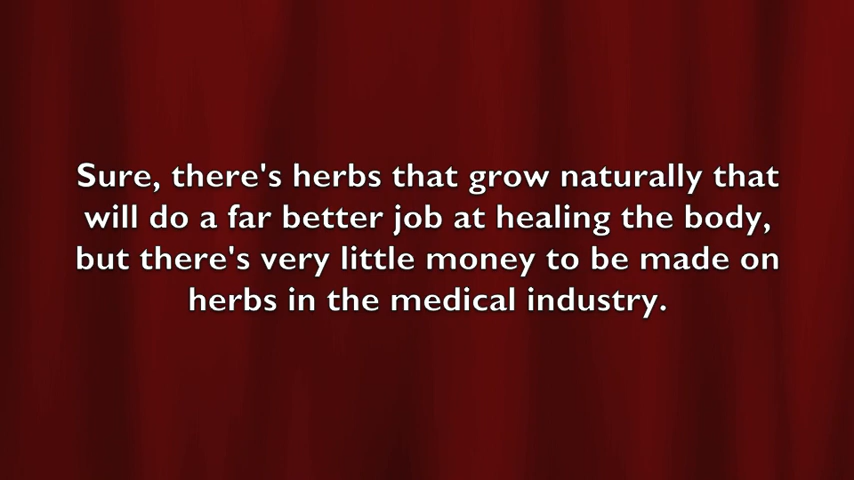 Sure, there's herbs that grow naturally that
will do a far better job at healing the body,
but there's very little money to be made on
herbs in the medical industry.